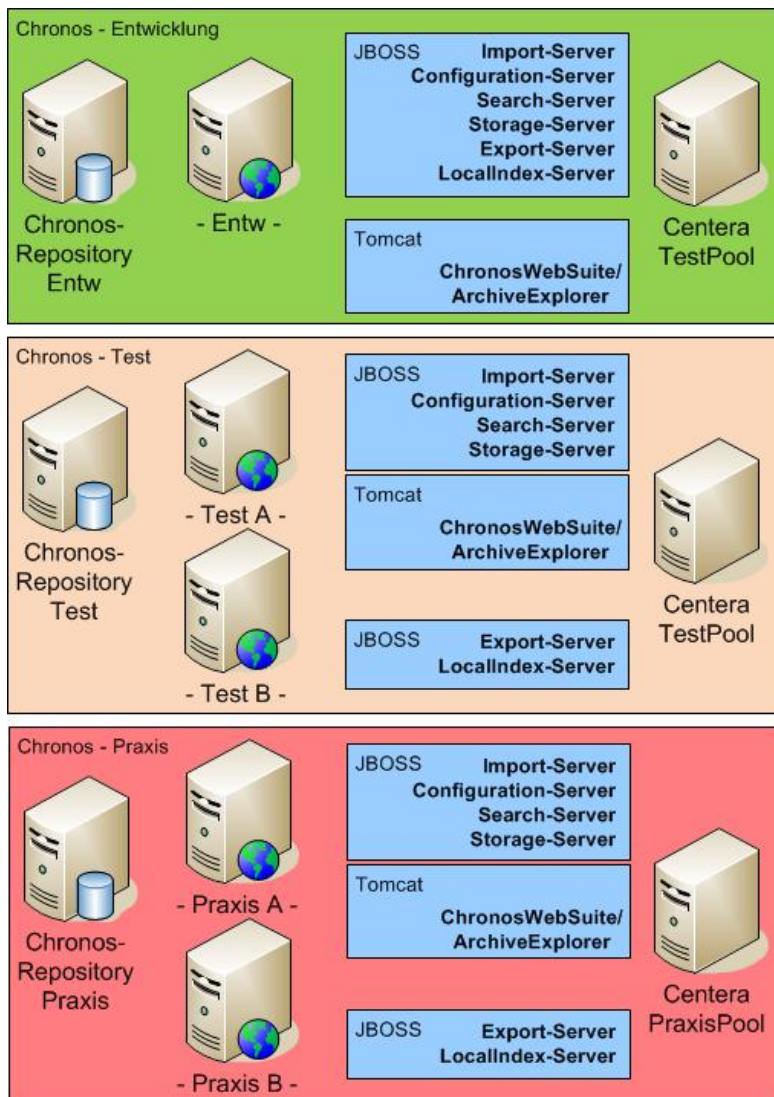 Chronos - Entwicklung
Chronos-
Repository
Entw
- Entw -
JBOSS
Import-Server
Configuration-Server
Search-Server
Storage-Server
Export-Server
LocalIndex-Server
Tomcat
ChronosWebSuite/
ArchiveExplorer
Centera
TestPool
Chronos - Test
Chronos-
Repository
Test
- Test A -
- Test B -
JBOSS
Import-Server
Configuration-Server
Search-Server
Storage-Server
Tomcat
ChronosWebSuite/
ArchiveExplorer
JBOSS
Export-Server
LocalIndex-Server
Centera
TestPool
Chronos - Praxis
Chronos-
Repository
Praxis
- Praxis A -
- Praxis B -
JBOSS
Import-Server
Configuration-Server
Search-Server
Storage-Server
Tomcat
ChronosWebSuite/
ArchiveExplorer
JBOSS
Export-Server
LocalIndex-Server
Centera
PraxisPool